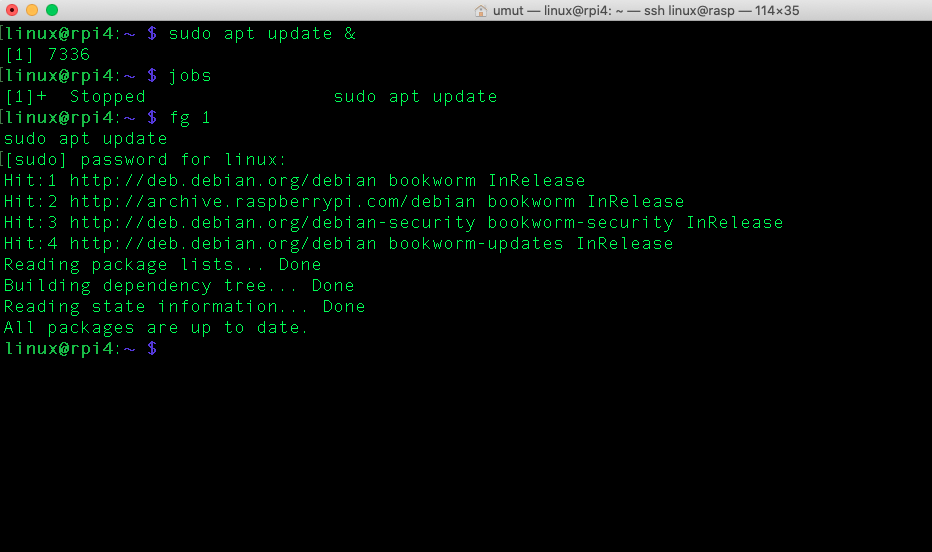 umut — linux@rpi4: ~ — ssh linux@rasp — 114×35
[linux@rpi4:~ $ sudo apt update &
[1] 7336
[linux@rpi4:~ $ jobs
[1]+  Stopped                 sudo apt update
[linux@rpi4:~ $ fg 1
sudo apt update
[[sudo] password for linux:
Hit:1 http://deb.debian.org/debian bookworm InRelease
Hit:2 http://archive.raspberrypi.com/debian bookworm InRelease
Hit:3 http://deb.debian.org/debian-security bookworm-security InRelease
Hit:4 http://deb.debian.org/debian bookworm-updates InRelease
Reading package lists... Done
Building dependency tree... Done
Reading state information... Done
All packages are up to date.
linux@rpi4:~ $